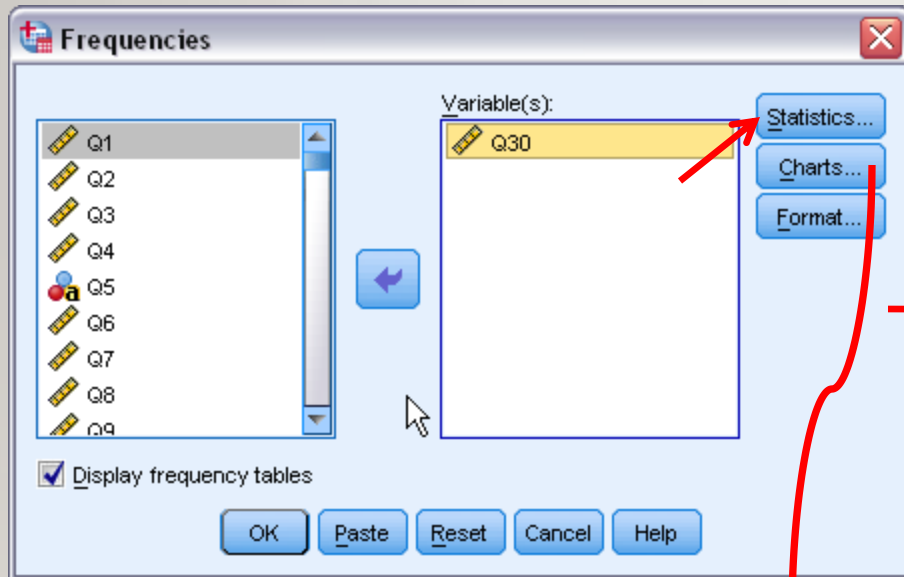 Frequencies
Variable(s):
Q1
Q2
Q3
Q4
a Q5
Q6
Q7
Q8
Q9
Q30
Statistics...
Charts...
Format...
Display frequency tables
OK Paste Reset Cancel Help